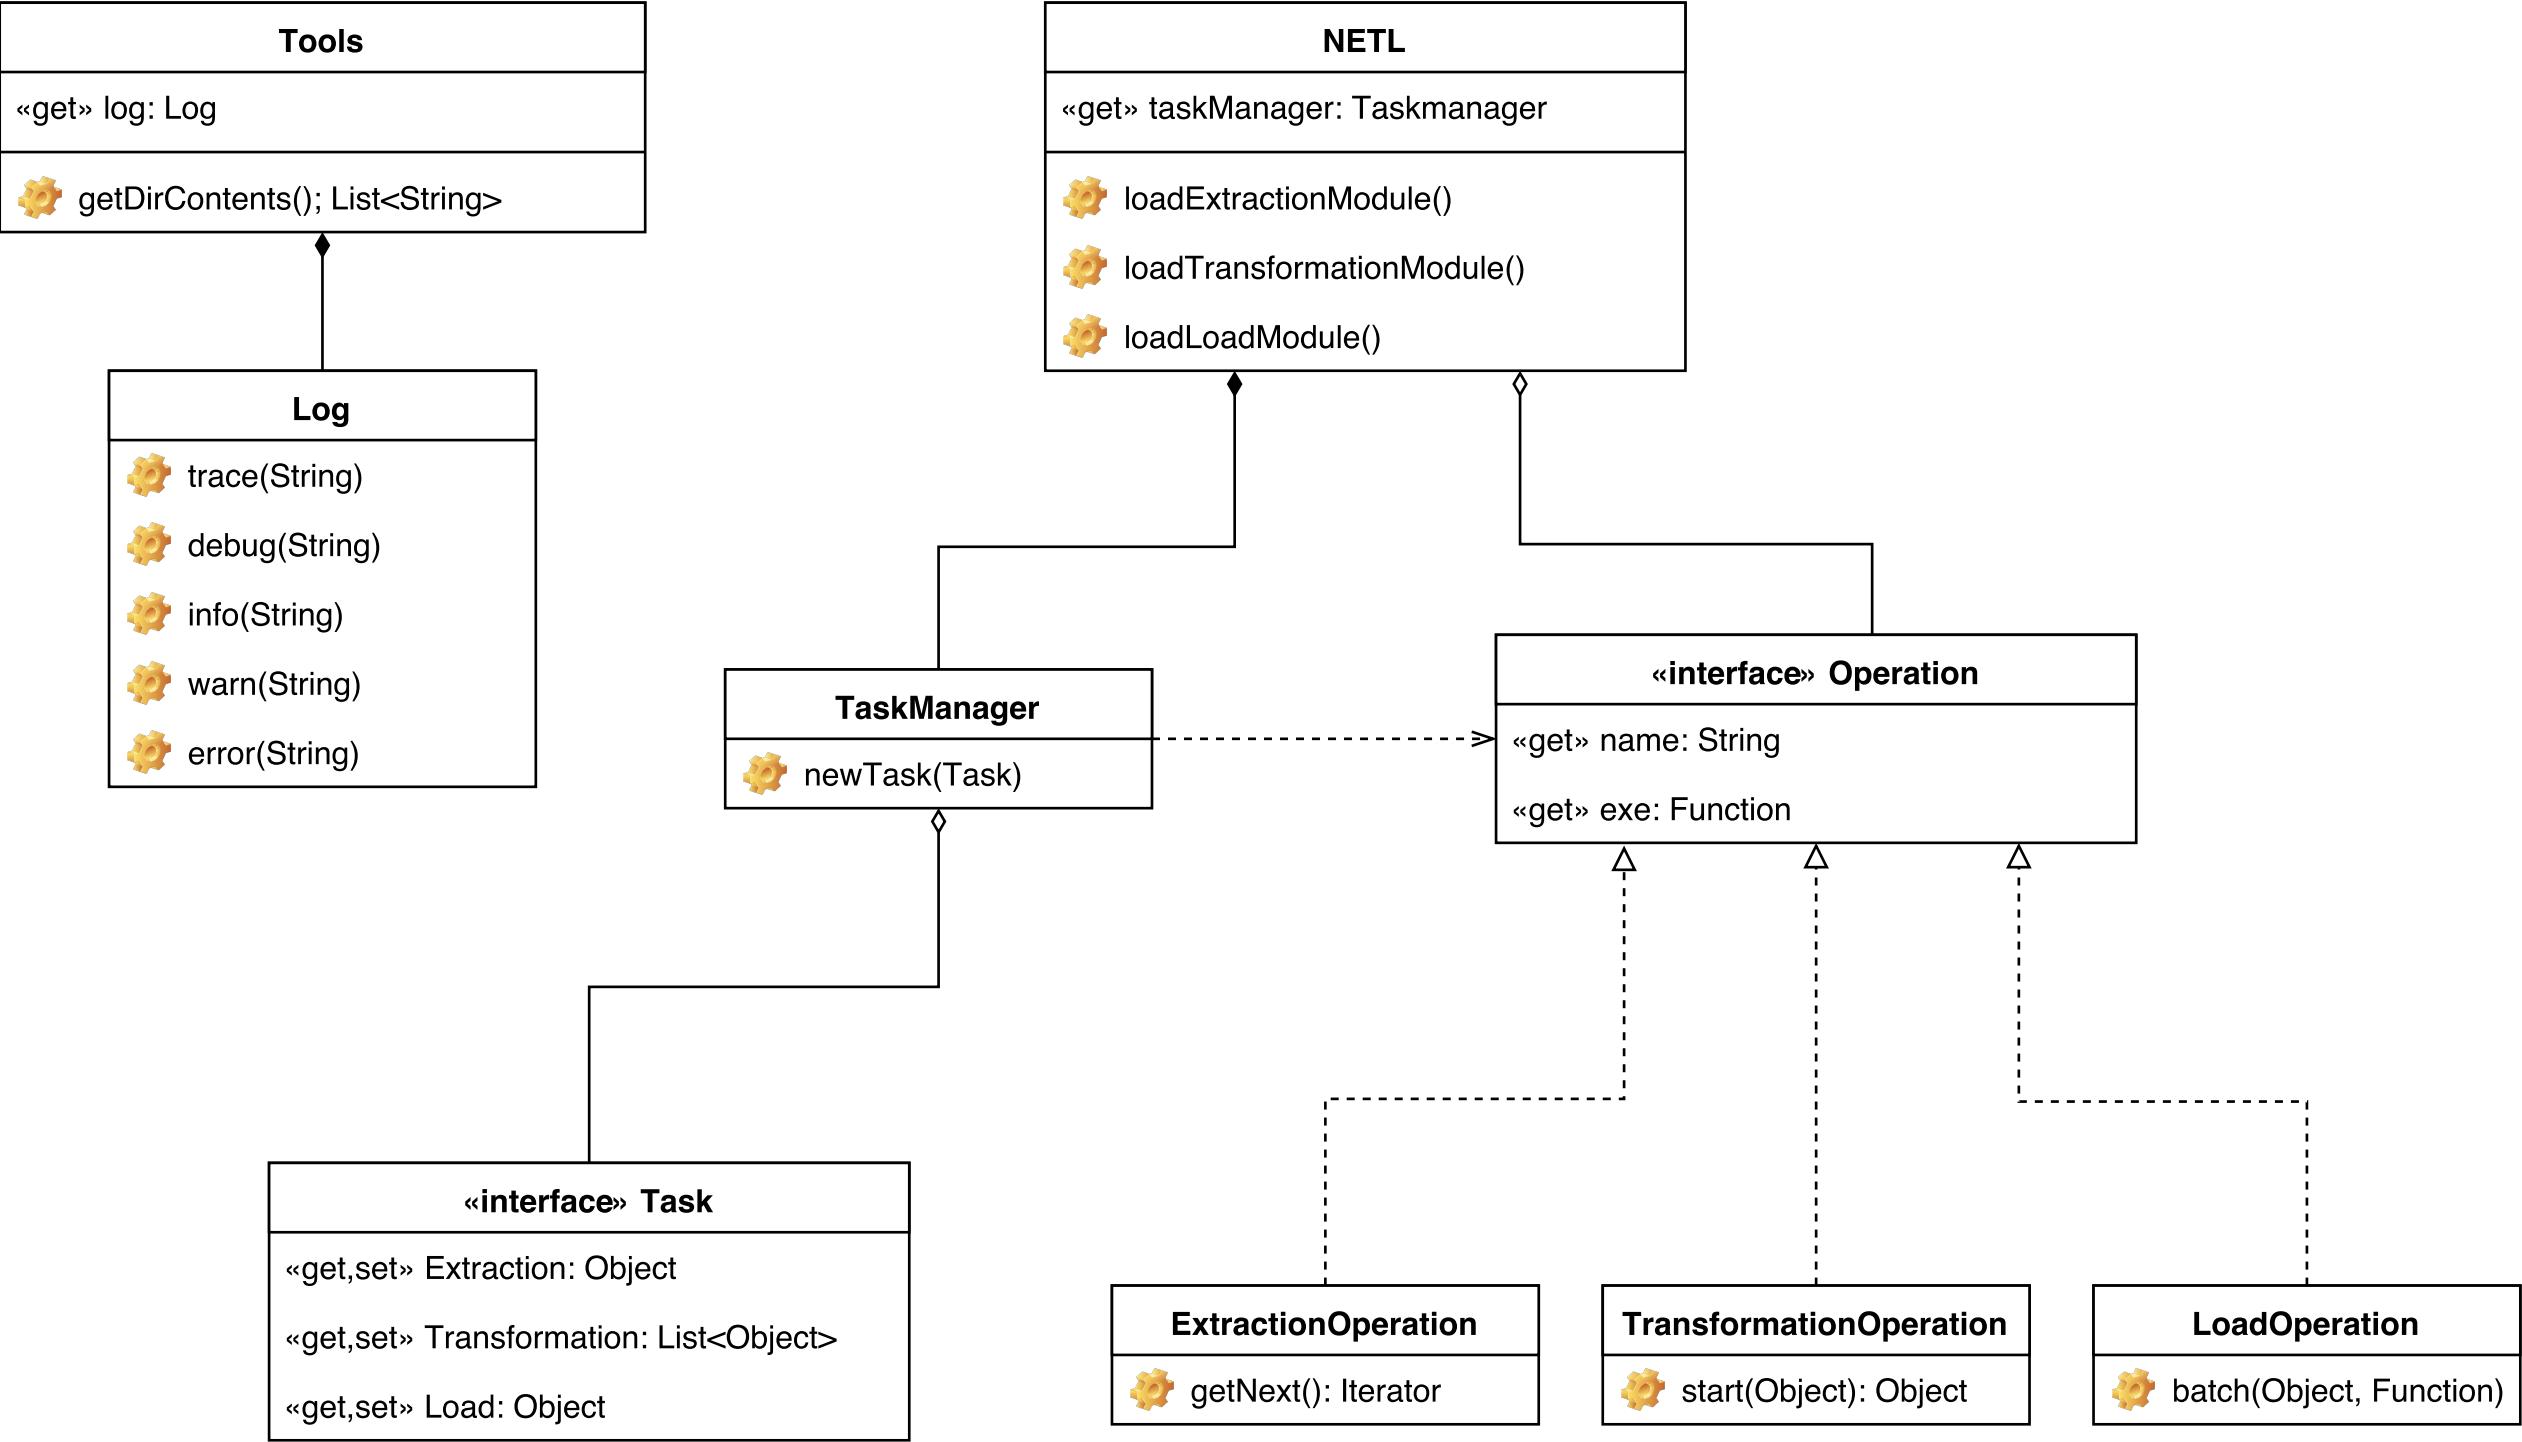 Tools
«get» log: Log
getDirContents(); List<String>
Log
trace(String)
debug(String)
info(String)
warn(String)
error(String)
NETL
«get» taskManager: Taskmanager
loadExtractionModule()
loadTransformationModule()
loadLoadModule()
TaskManager
newTask(Task)
«interface» Operation
«get» name: String
«get» exe: Function
«interface» Task
«get,set» Extraction: Object
«get,set» Transformation: List<Object>
«get,set» Load: Object
ExtractionOperation
getNext(): Iterator
TransformationOperation
start(Object): Object
LoadOperation
batch(Object, Function)